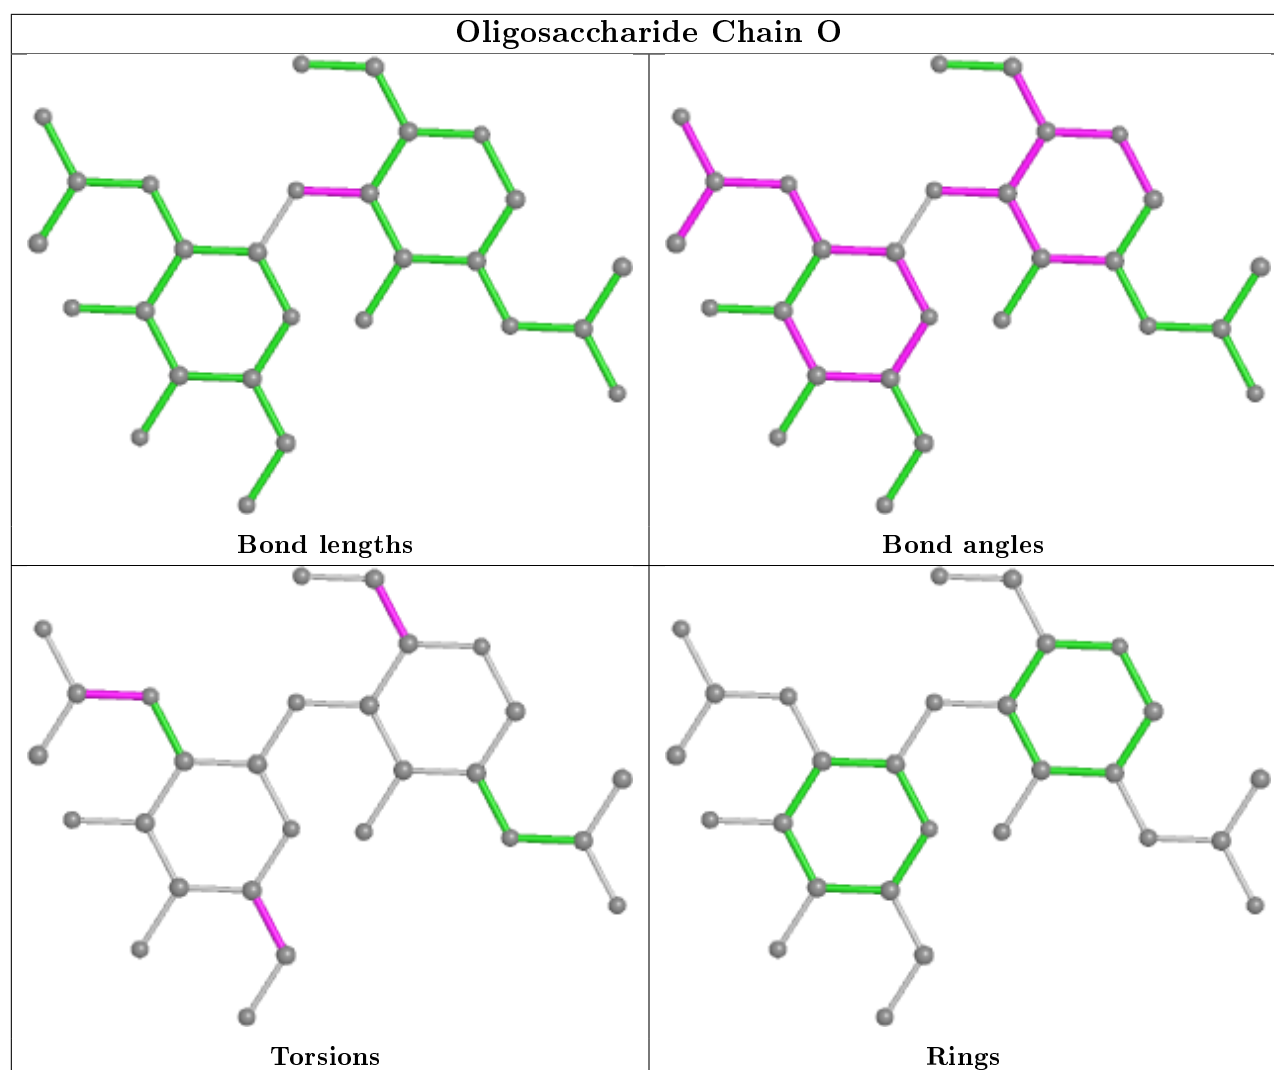 Oligosaccharide Chain O
Bond lengths
Bond angles
Torsions
Rings